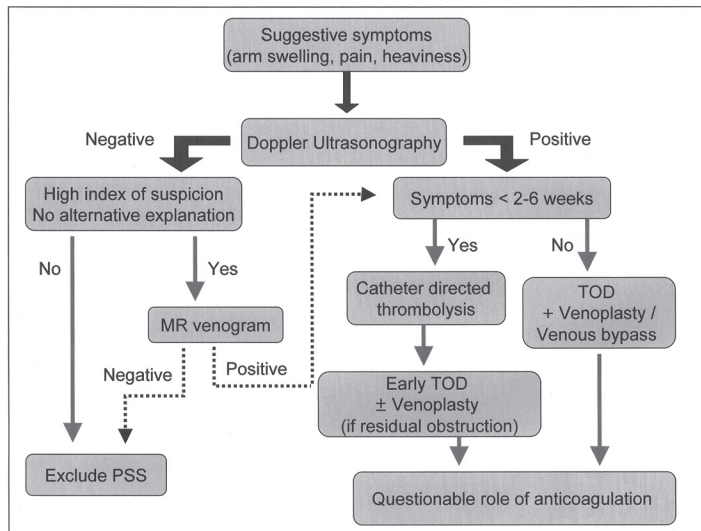 Suggestive symptoms
(arm swelling, pain, heaviness)
Negative
Doppler Ultrasonography
Positive
High index of suspicion
No alternative explanation
Symptoms < 2-6 weeks
No
Yes
Yes
No
MR venogram
Catheter directed
thrombolysis
TOD
+ Venoplasty /
Venous bypass
Negative
Positive
Early TOD
± Venoplasty
(if residual obstruction)
Exclude PSS
Questionable role of anticoagulation